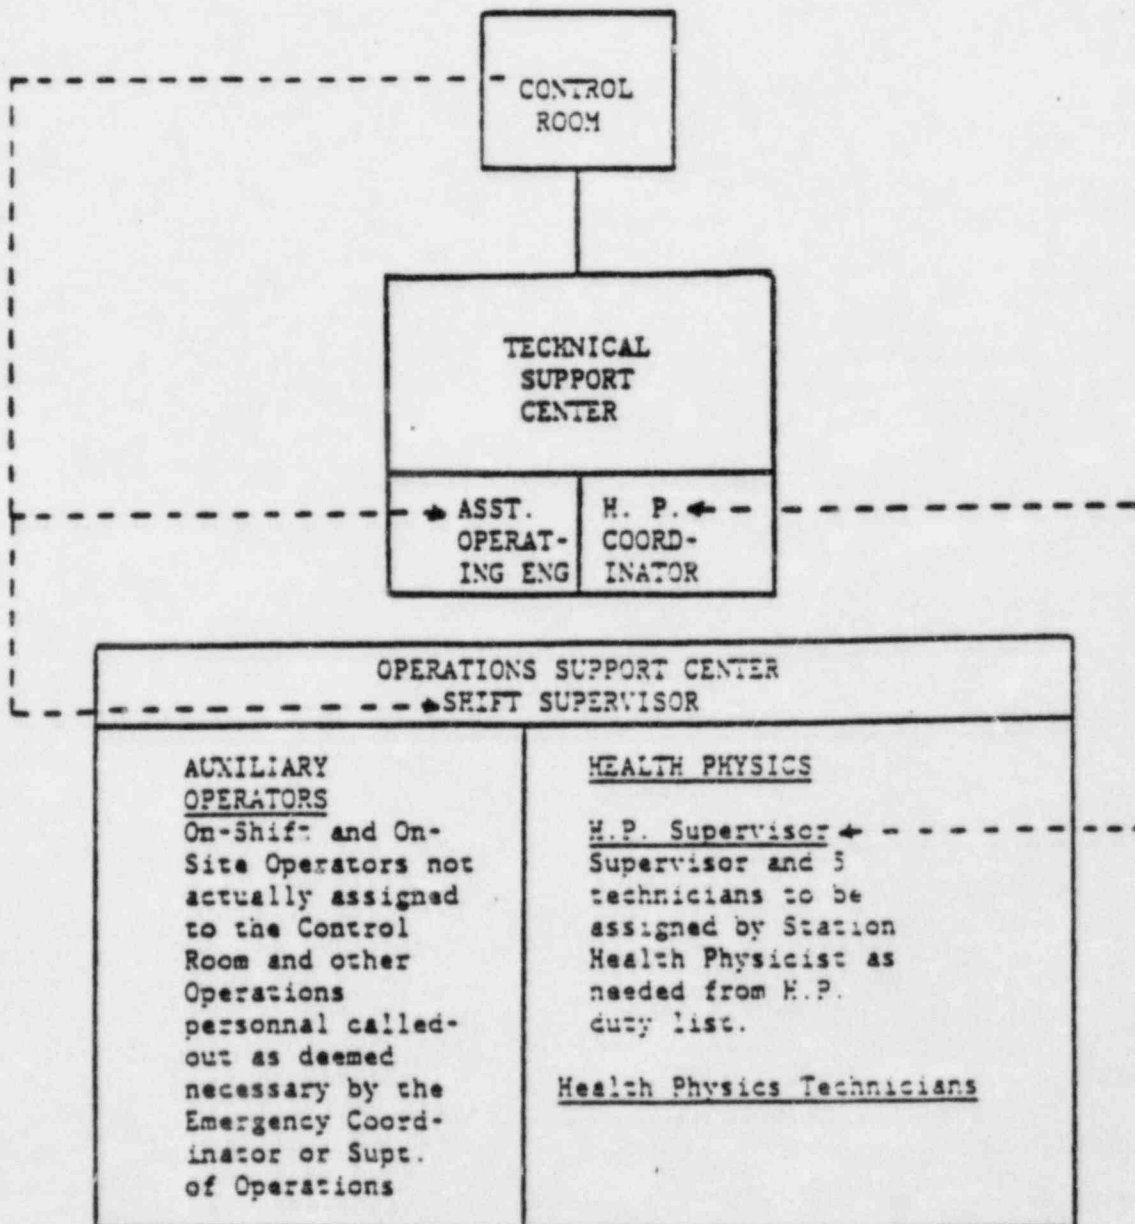 CONTROL
ROOM
TECHNICAL
SUPPORT
CENTER
ASST.
OPERAT-
ING ENG
H. P.
COORD-
INATOR
OPERATIONS SUPPORT CENTER
SHIFT SUPERVISOR
AUXILIARY
OPERATORS
On-Shift and On-
Site Operators not
actually assigned
to the Control
Room and other
Operations
personnal called-
out as deemed
necessary by the
Emergency Coord-
inator or Supt.
of Operations
HEALTH PHYSICS
H.P. Supervisor
Supervisor and 5
technicians to be
assigned by Station
Health Physicist as
needed from H.P.
duty list.
Health Physics Technicians